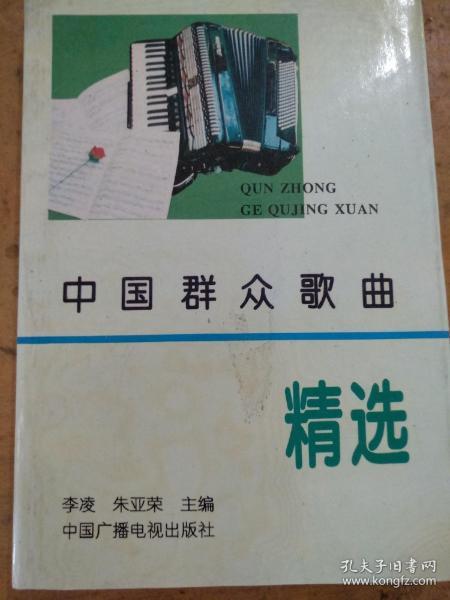 QUN ZHONG
GE QUJING XUAN
中国群众歌曲
精选
李凌 朱亚荣 主编
中国广播电视出版社
孔夫子旧书网
www.kongfz.com